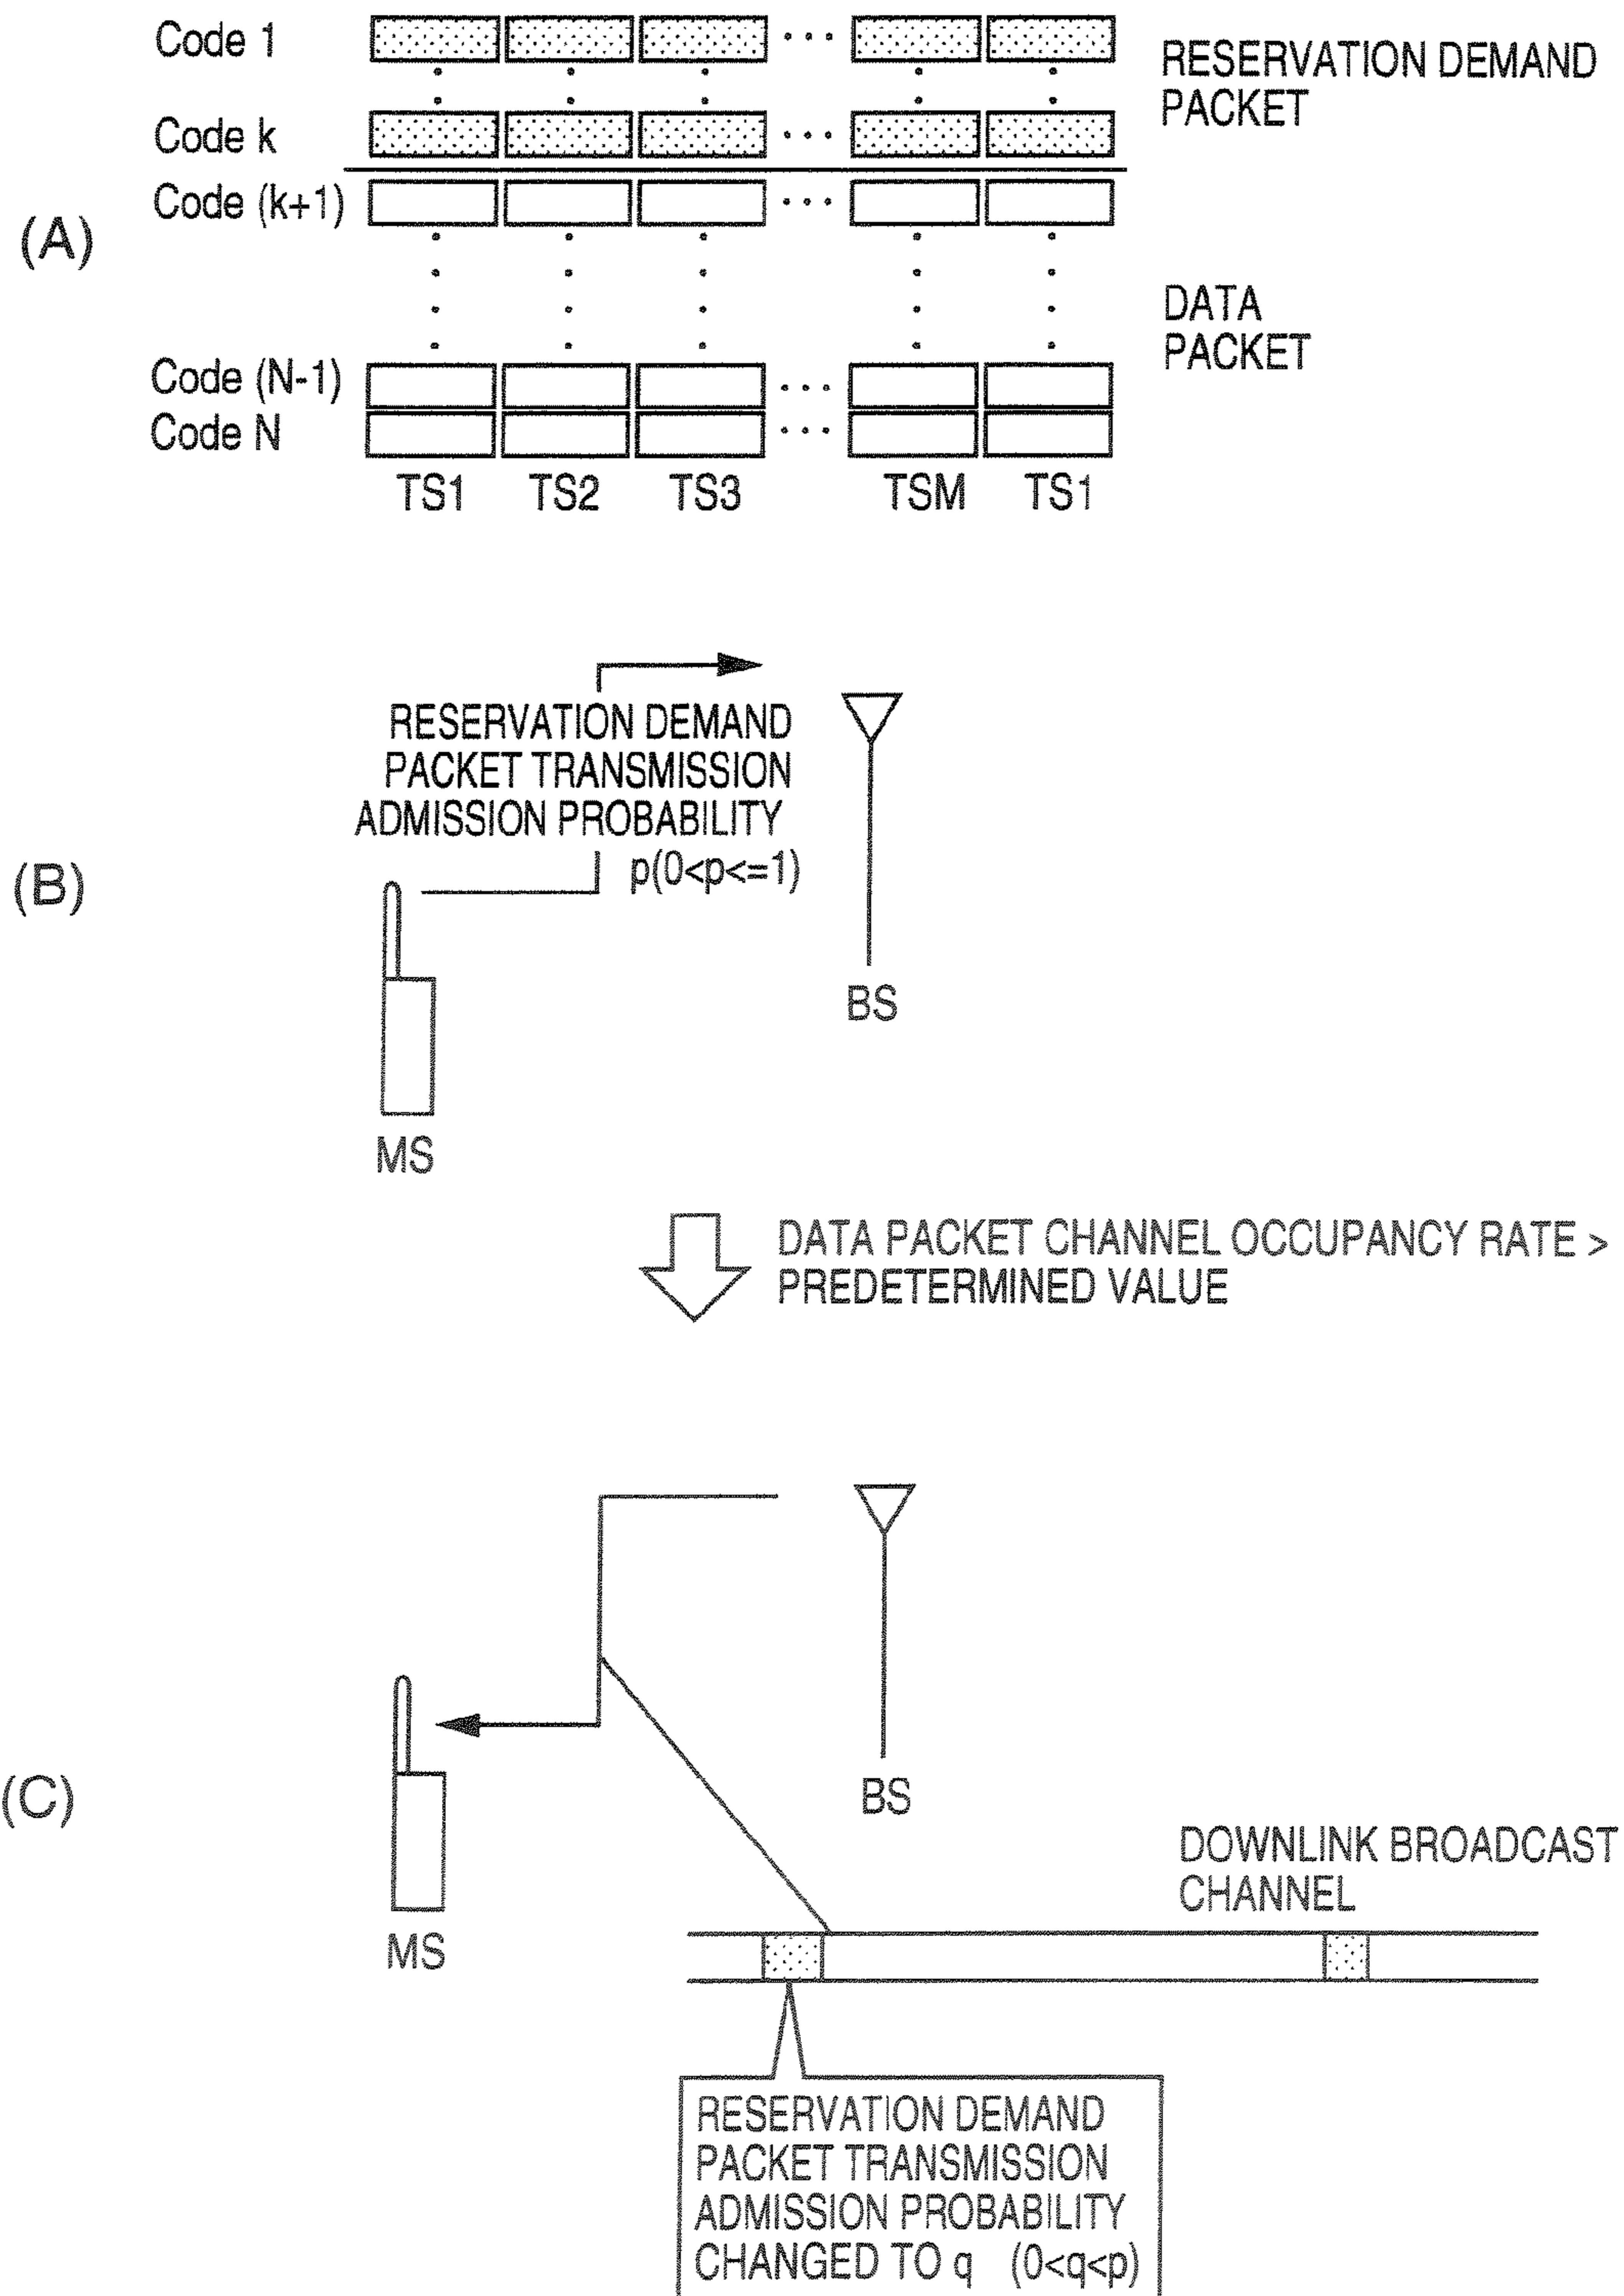 Code 1
...
RESERVATION DEMAND
PACKET
Code k
...
Code (k+1)
...
(A)
DATA
PACKET
Code (N-1)
...
Code N
...
TS1 TS2 TS3 TSM TS1
RESERVATION DEMAND
PACKET TRANSMISSION
ADMISSION PROBABILITY
p(0<p<=1)
(B)
BS
MS
DATA PACKET CHANNEL OCCUPANCY RATE >
PREDETERMINED VALUE
(C)
BS
MS
DOWNLINK BROADCAST
CHANNEL
RESERVATION DEMAND
PACKET TRANSMISSION
ADMISSION PROBABILITY
CHANGED TO q (0<q<p)